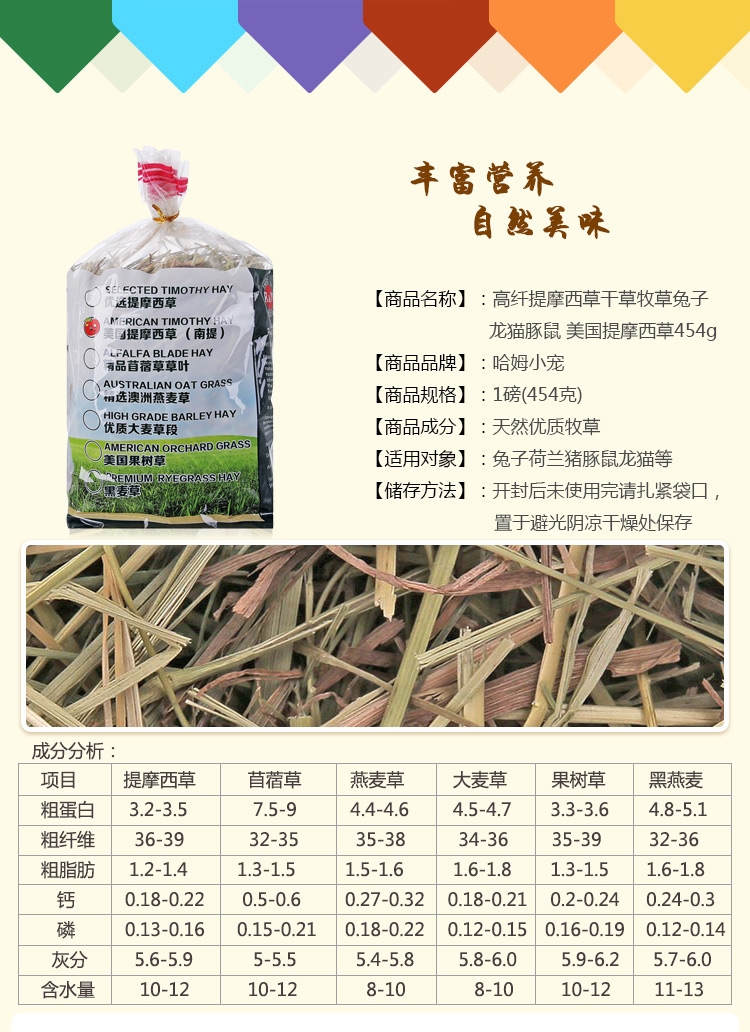 丰富营养
自然美味
SELECTED TIMOTHY HAY
优选提摩西草
AMERICAN TIMOTHY HAY
美国提摩西草（南提）
ALFALFA BLADE HAY
精品苜蓿草草叶
AUSTRALIAN OAT GRASS
精选澳洲燕麦草
HIGH GRADE BARLEY HAY
优质大麦草段
AMERICAN ORCHARD GRASS
美国果树草
PREMIUM RYEGRASS HAY
黑麦草
【商品名称】：高纤提摩西草干草牧草兔子
龙猫豚鼠 美国提摩西草454g
【商品品牌】：哈姆小宠
【商品规格】：1磅(454克)
【商品成分】：天然优质牧草
【适用对象】：兔子荷兰猪豚鼠龙猫等
【储存方法】：开封后未使用完请扎紧袋口，
置于避光阴凉干燥处保存
成分分析：
项目 提摩西草 苜蓿草 燕麦草 大麦草 果树草 黑燕麦
粗蛋白 3.2-3.5 7.5-9 4.4-4.6 4.5-4.7 3.3-3.6 4.8-5.1
粗纤维 36-39 32-35 35-38 34-36 35-39 32-36
粗脂肪 1.2-1.4 1.3-1.5 1.5-1.6 1.6-1.8 1.3-1.5 1.6-1.8
钙 0.18-0.22 0.5-0.6 0.27-0.32 0.18-0.21 0.2-0.24 0.24-0.3
磷 0.13-0.16 0.15-0.21 0.18-0.22 0.12-0.15 0.16-0.19 0.12-0.14
灰分 5.6-5.9 5-5.5 5.4-5.8 5.8-6.0 5.9-6.2 5.7-6.0
含水量 10-12 10-12 8-10 8-10 10-12 11-13